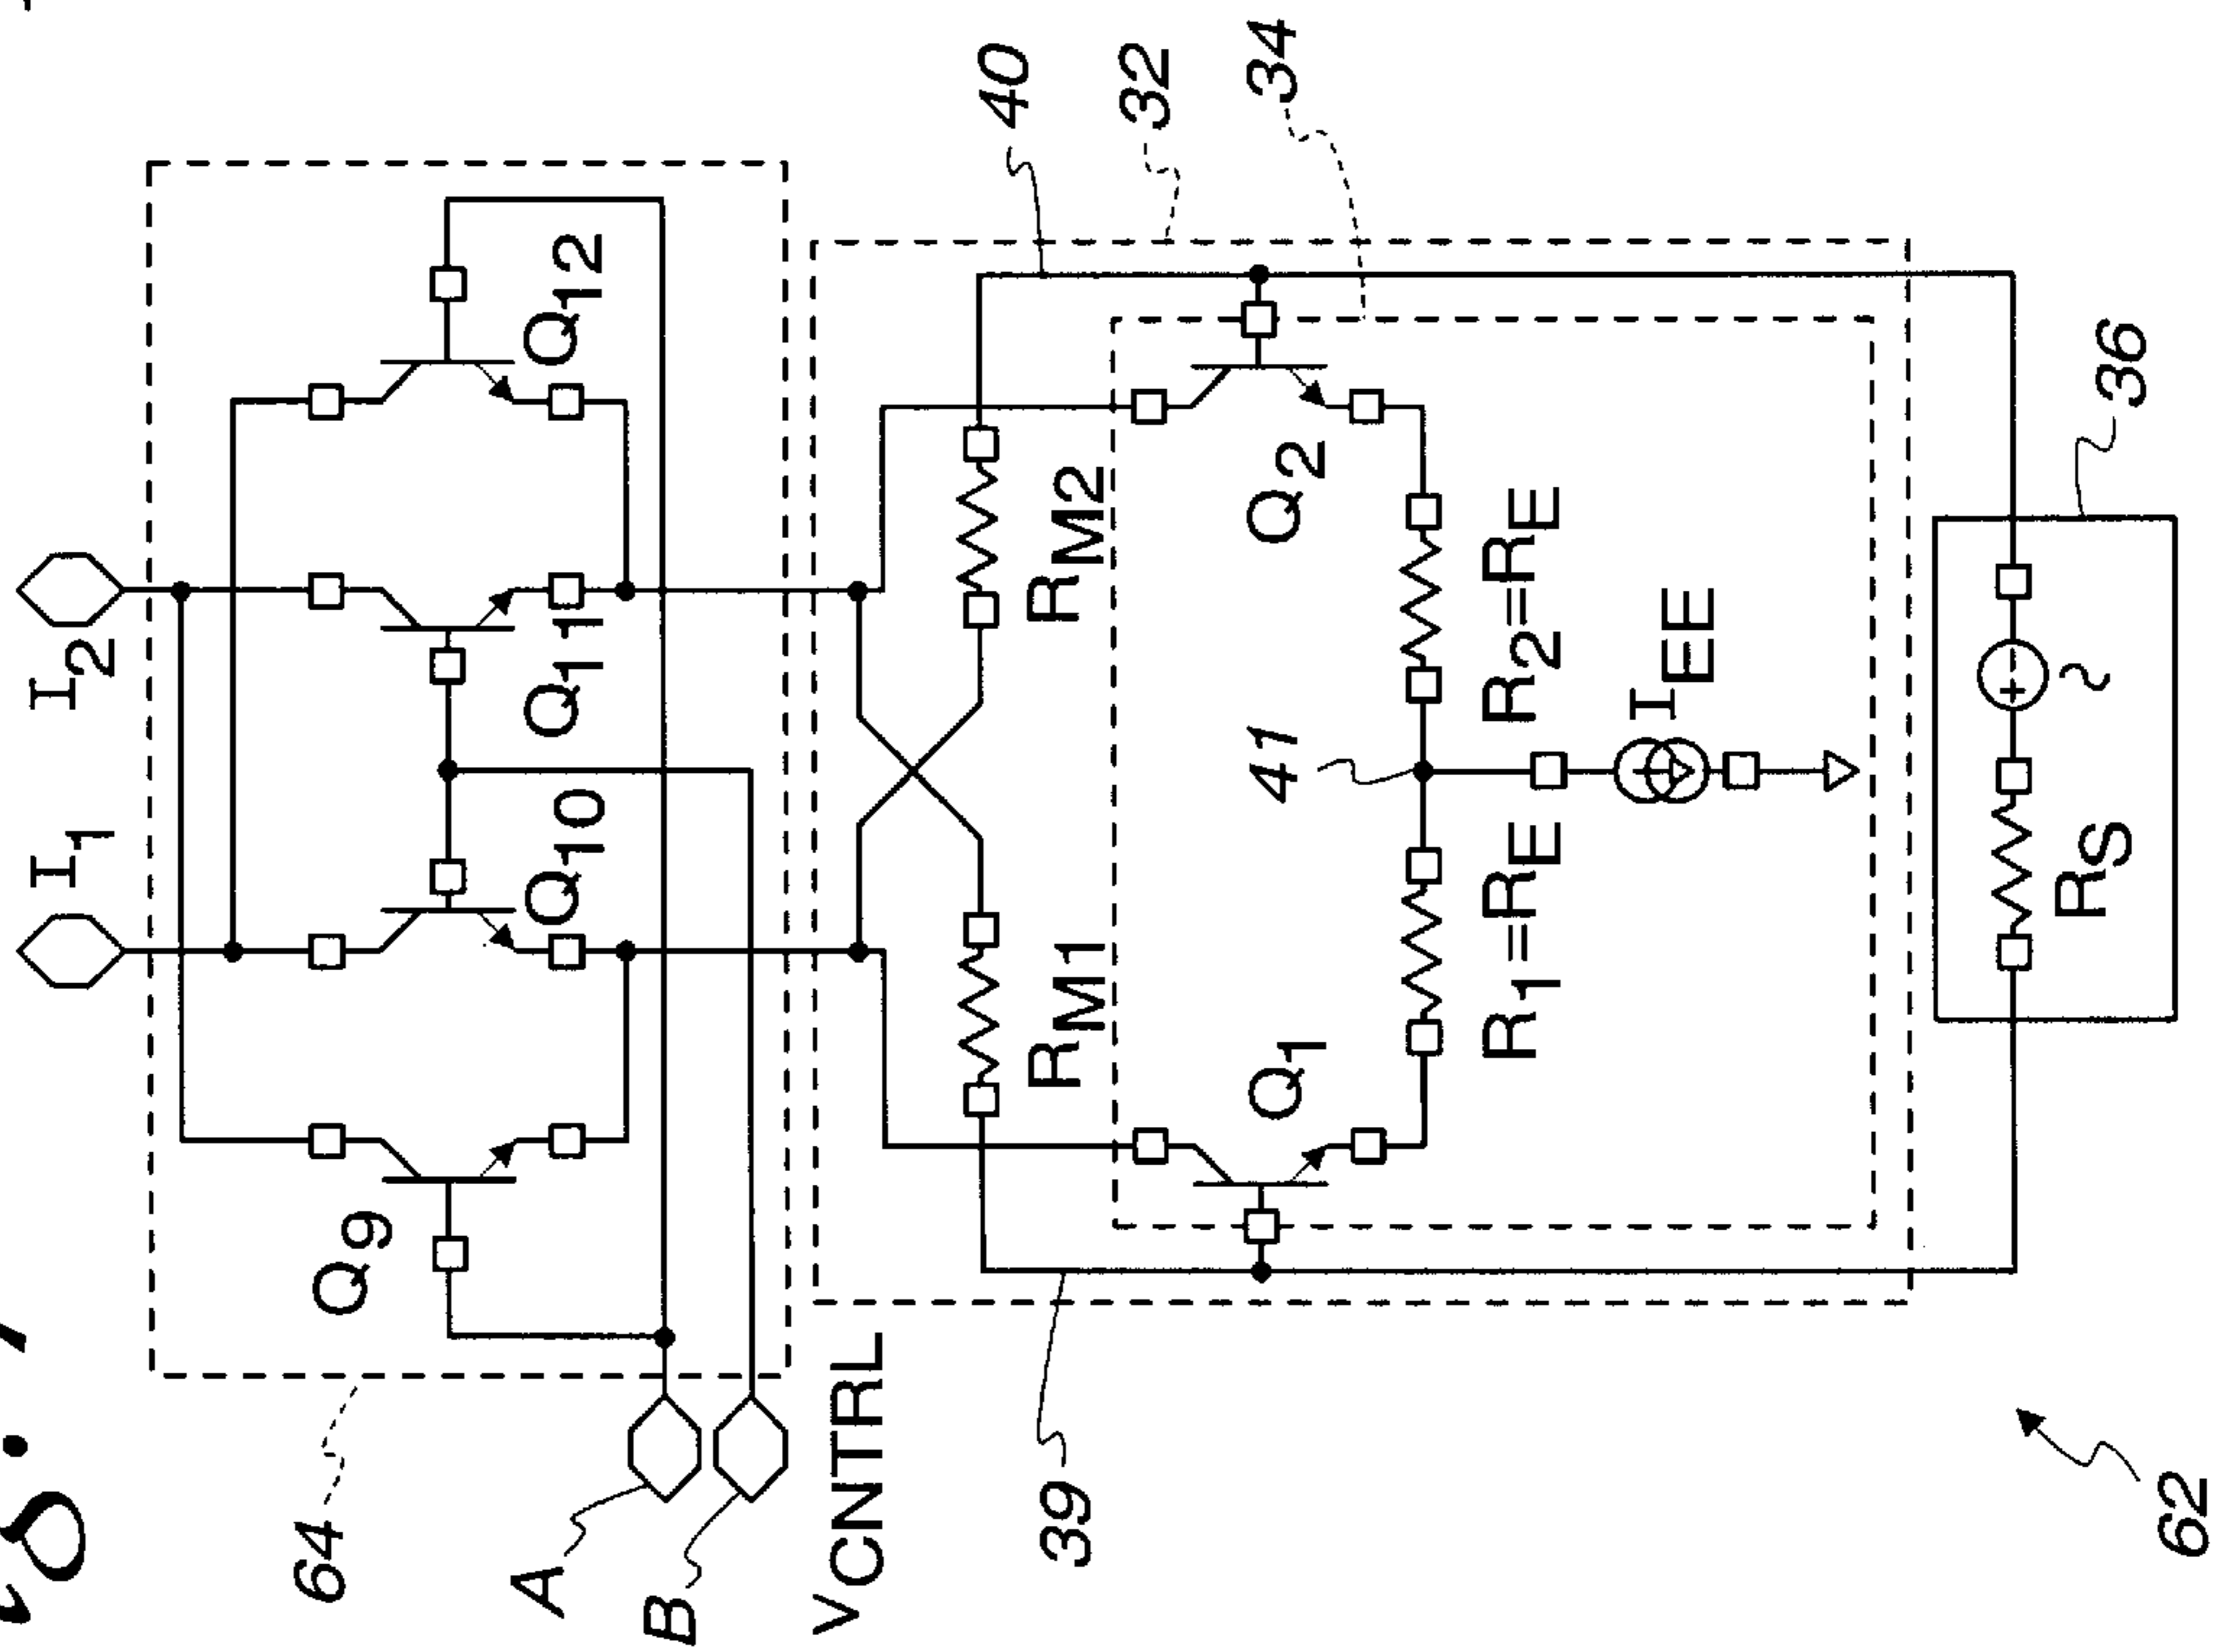 I1
I2
Q9
Q10
Q11
Q12
64
A
B
VCNTRL
40
32
34
RM1
RM2
Q1
Q2
41
R1=RE
R2=RE
IEE
39
36
RS
62